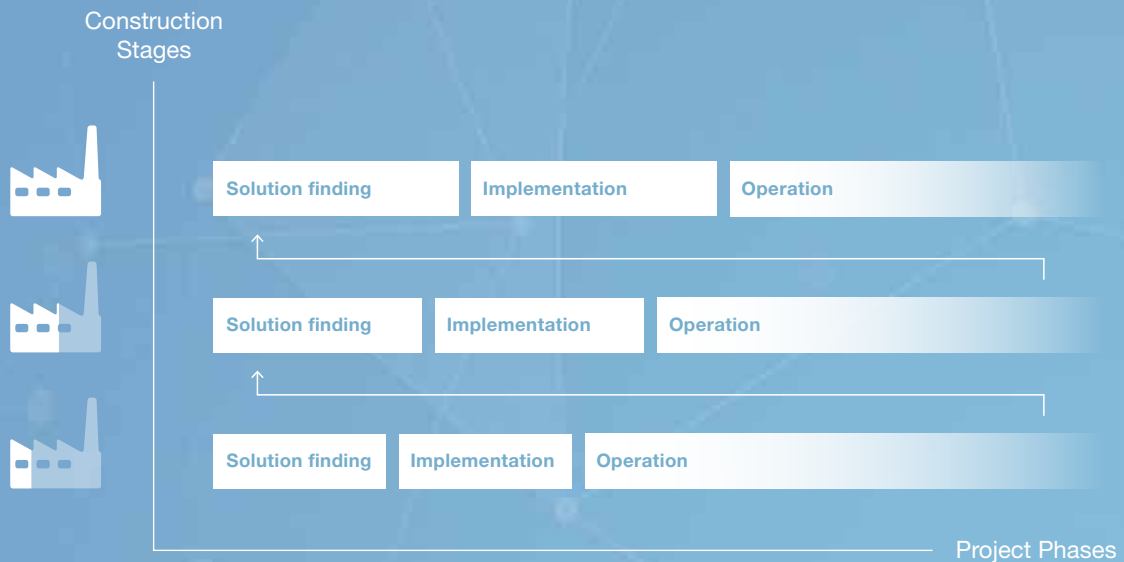 Construction
Stages
Solution finding
Implementation
Operation
Solution finding
Implementation
Operation
Solution finding
Implementation
Operation
Project Phases